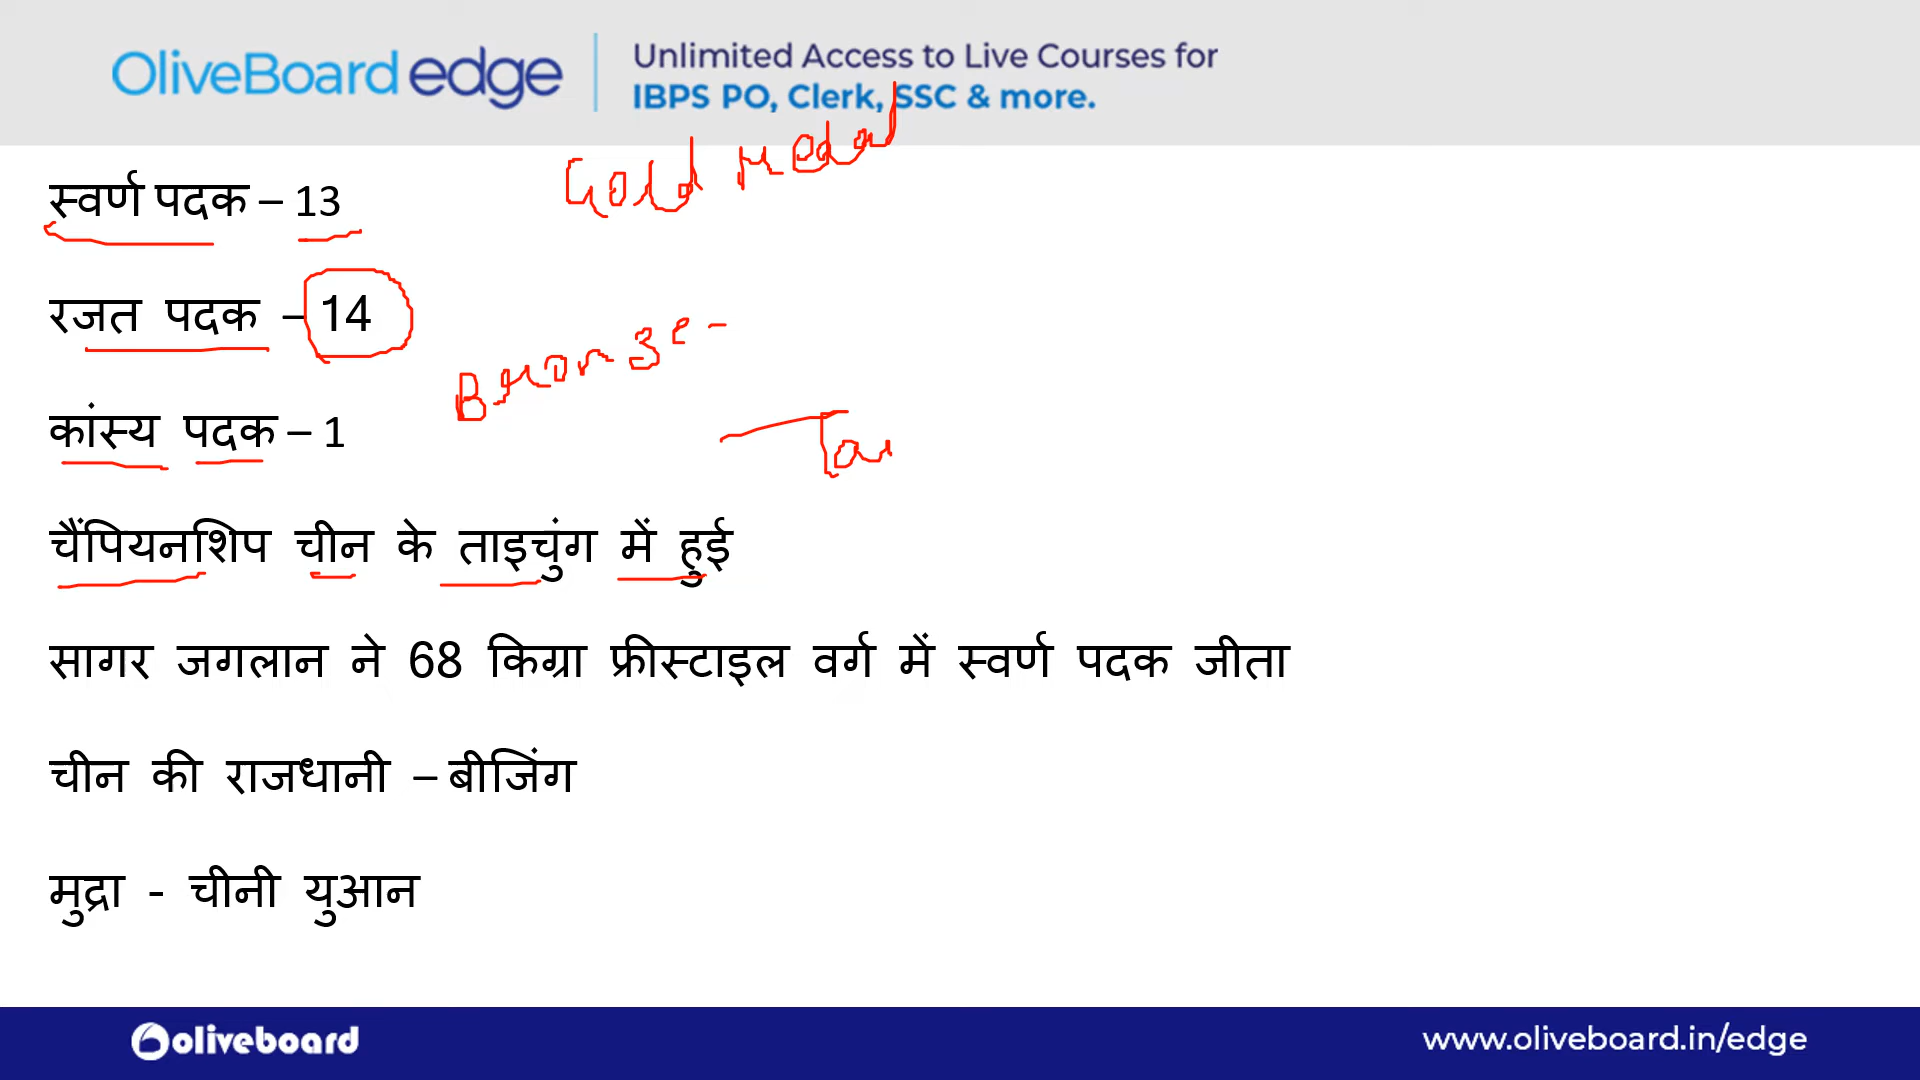 OliveBoard edge
Unlimited Access to Live Courses for
IBPS PO, Clerk, SSC & more.
Gold Medal
स्वर्ण पदक – 13
रजत पदक – 14
कांस्य पदक – 1
चैंपियनशिप चीन के ताइचुंग में हुई
सागर जगलान ने 68 किग्रा फ्रीस्टाइल वर्ग में स्वर्ण पदक जीता
चीन की राजधानी – बीजिंग
मुद्रा - चीनी युआन
oliveboard
www.oliveboard.in/edge